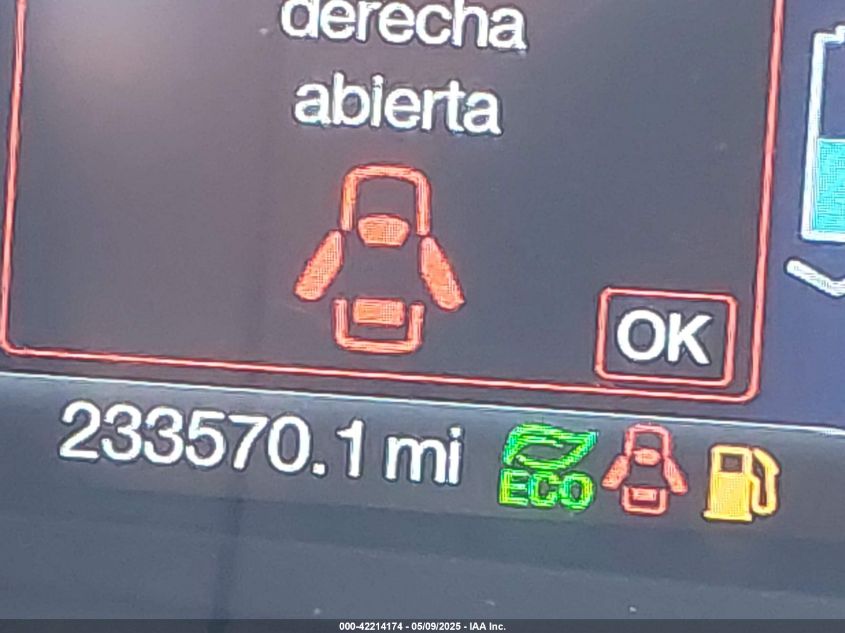 derecha
abierta
OK
233570.1 mi
ECO
000-42214174 - 05/09/2025 - IAA Inc.